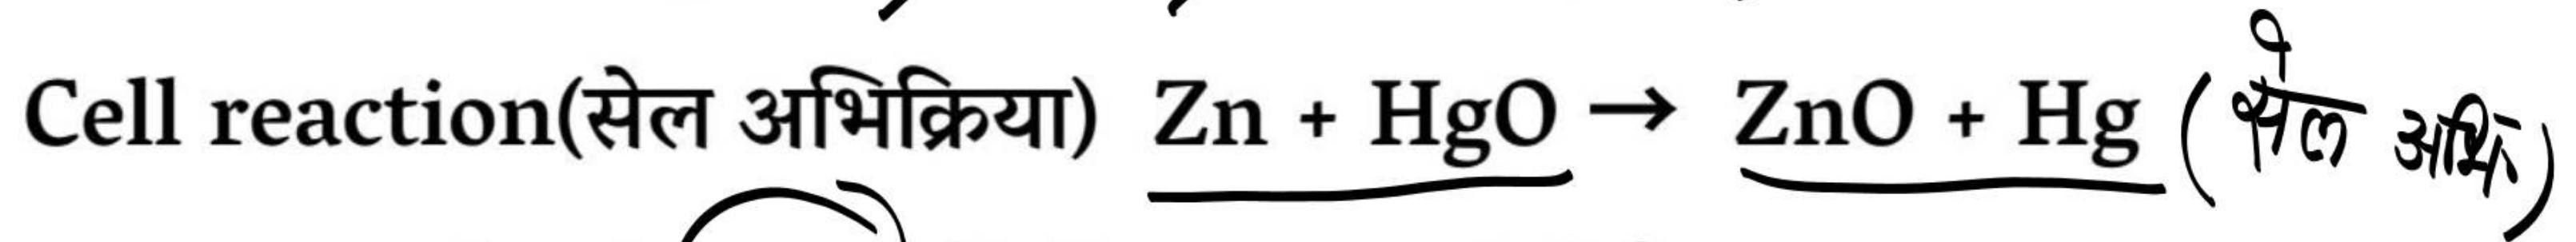 Cell reaction(सेल अभिक्रिया) Zn + HgO → ZnO + Hg (सेल अभि)